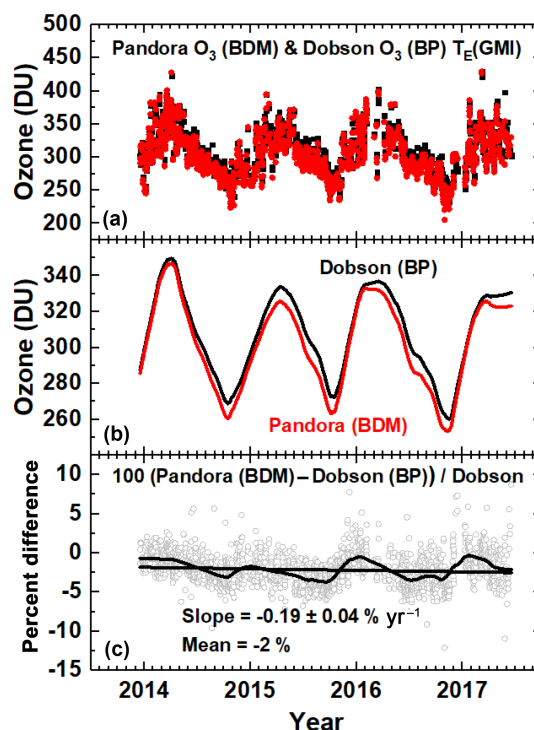 Pandora O₃ (BDM) & Dobson O₃ (BP) Tᴇ(GMI)
Ozone (DU)
500
450
400
350
300
250
200
(a)
Ozone (DU)
340
320
300
280
260
Dobson (BP)
Pandora (BDM)
(b)
100 (Pandora (BDM)–Dobson (BP)) / Dobson
Percent difference
10
5
0
-5
-10
-15
Slope = -0.19 ± 0.04 % yr⁻¹
Mean = -2 %
(c)
2014 2015 2016 2017
Year